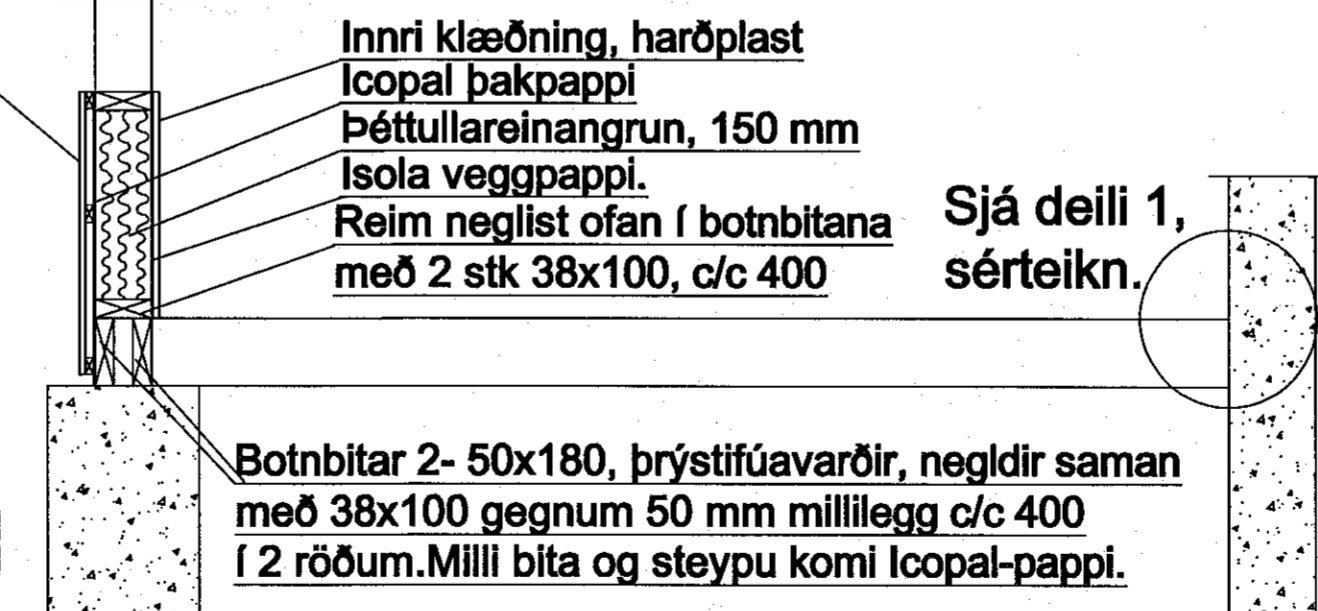 Innri klæðning, harðplast
Icopal þakpappi
Þéttullareinangrun, 150 mm
Isola veggpappi.
Reim neglist ofan í botnbitana
með 2 stk 38x100, c/c 400
Sjá deili 1,
sérteikn.
Botnbitar 2- 50x180, þrýstifúavarðir, negldir saman
með 38x100 gegnum 50 mm millilegg c/c 400
í 2 röðum.Milli bita og steypu komi Icopal-pappi.